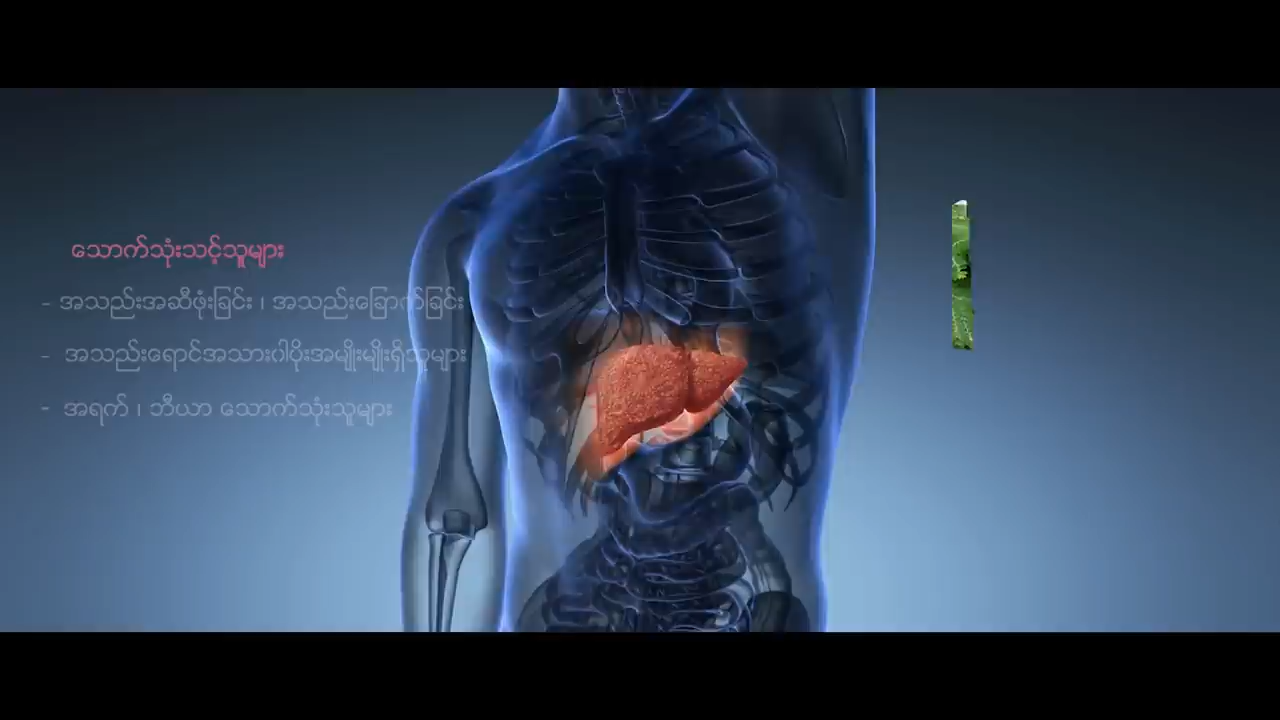 သောက်သုံးသင့်သူများ
- အသည်းအဆီဖုံးခြင်း ၊ အသည်းခြောက်ခြင်း
- အသည်းရောင်အသားဝါပိုးအမျိုးမျိုးရှိသူများ
- အရက် ၊ ဘီယာ သောက်သုံးသူများ